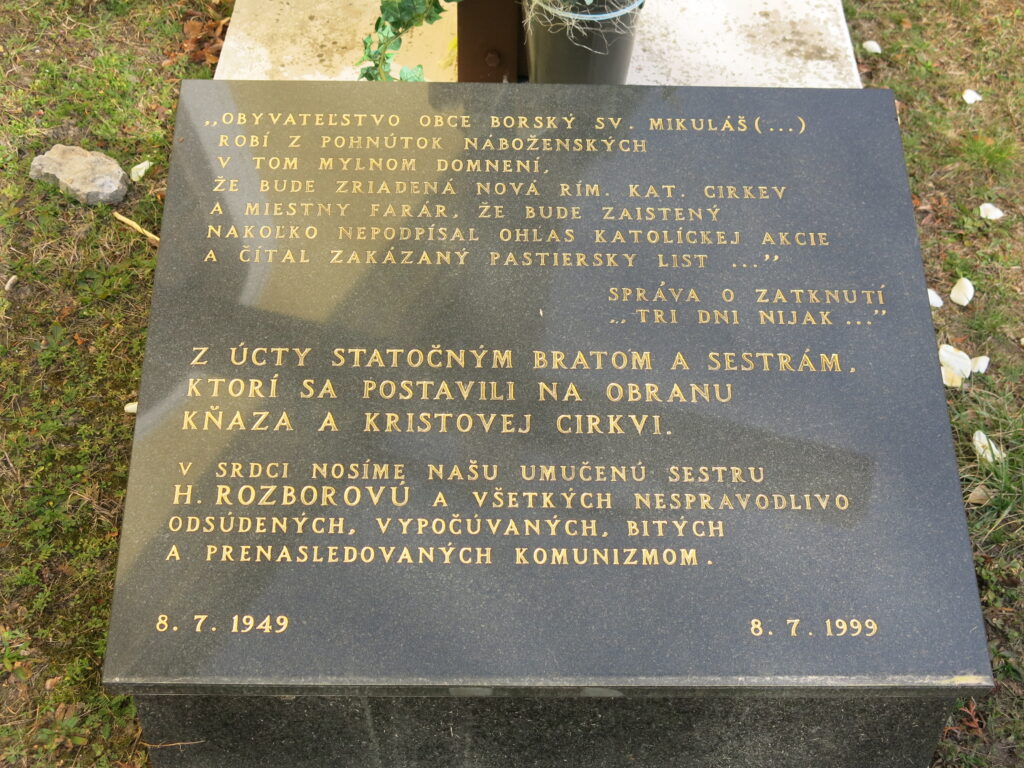 „OBYVATEĽSTVO OBCE BORSKÝ SV. MIKULÁŠ (...)
ROBÍ Z POHNÚTOK NÁBOŽENSKÝCH
V TOM MYLNOM DOMNENÍ,
ŽE BUDE ZRIADENÁ NOVÁ RÍM. KAT. CIRKEV
A MIESTNY FARÁR, ŽE BUDE ZAISTENÝ
NAKOĽKO NEPODPÍSAL OHLAS KATOLÍCKEJ AKCIE
A ČÍTAL ZAKÁZANÝ PASTIERSKY LIST ..."
SPRÁVA O ZATKNUTÍ
„TRI DNI NIJAK ..."
Z ÚCTY STATOČNÝM BRATOM A SESTRÁM,
KTORÍ SA POSTAVILI NA OBRANU
KŇAZA A KRISTOVEJ CIRKVI.
V SRDCI NOSÍME NAŠU UMUČENÚ SESTRU
H. ROZBOROVÚ A VŠETKÝCH NESPRAVODLIVO
ODSÚDENÝCH, VYPOČÚVANÝCH, BITÝCH
A PRENASLEDOVANÝCH KOMUNIZMOM.
8. 7. 1949 8. 7. 1999